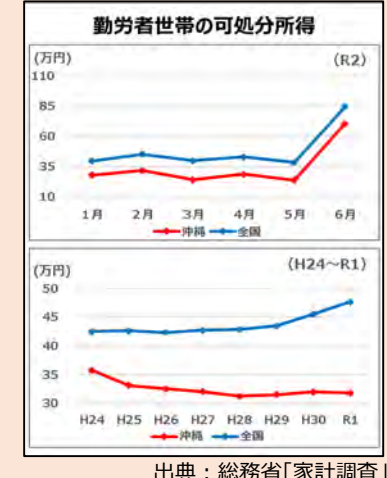 勤労者世帯の可処分所得
(万円) (R2)
110
85
60
35
10
1月 2月 3月 4月 5月 6月
沖縄 全国
(万円) (H24～R1)
50
45
40
35
30
H24 H25 H26 H27 H28 H29 H30 R1
沖縄 全国
出典：総務省「家計調査」